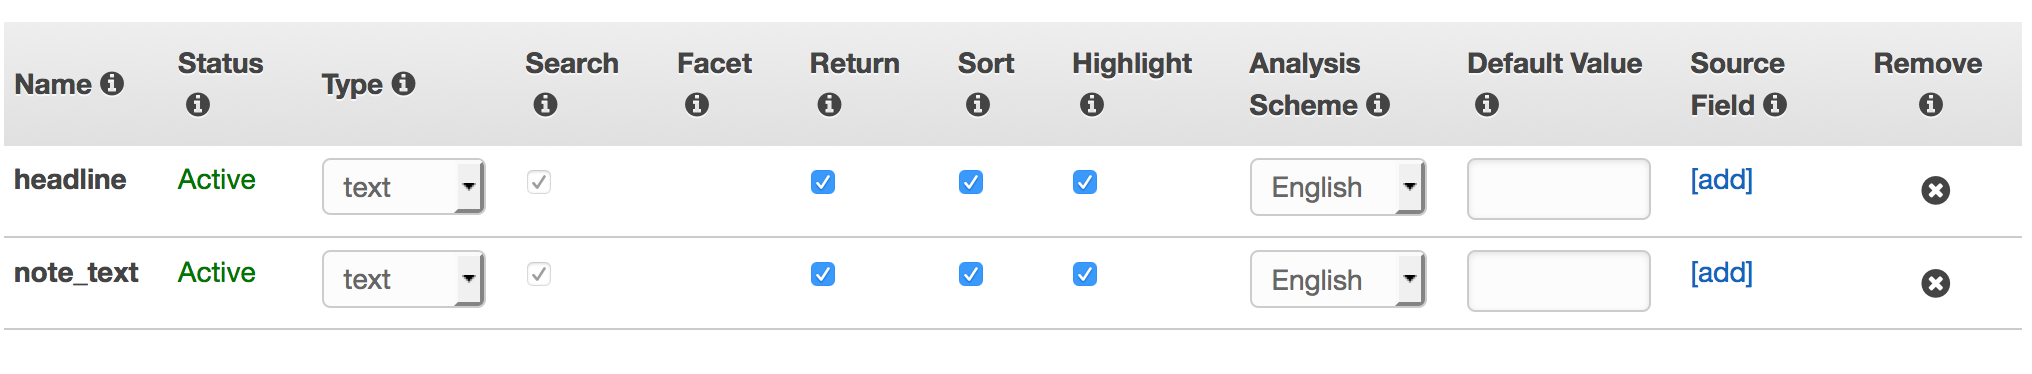 Name Status Type Search Facet Return Sort Highlight Analysis Scheme Default Value Source Field Remove
headline Active text English [add]
note_text Active text English [add]